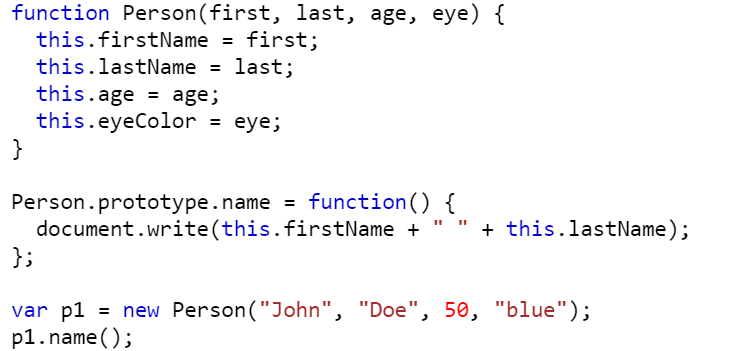 function Person(first, last, age, eye) {
  this.firstName = first;
  this.lastName = last;
  this.age = age;
  this.eyeColor = eye;
}

Person.prototype.name = function() {
  document.write(this.firstName + " " + this.lastName);
};

var p1 = new Person("John", "Doe", 50, "blue");
p1.name();